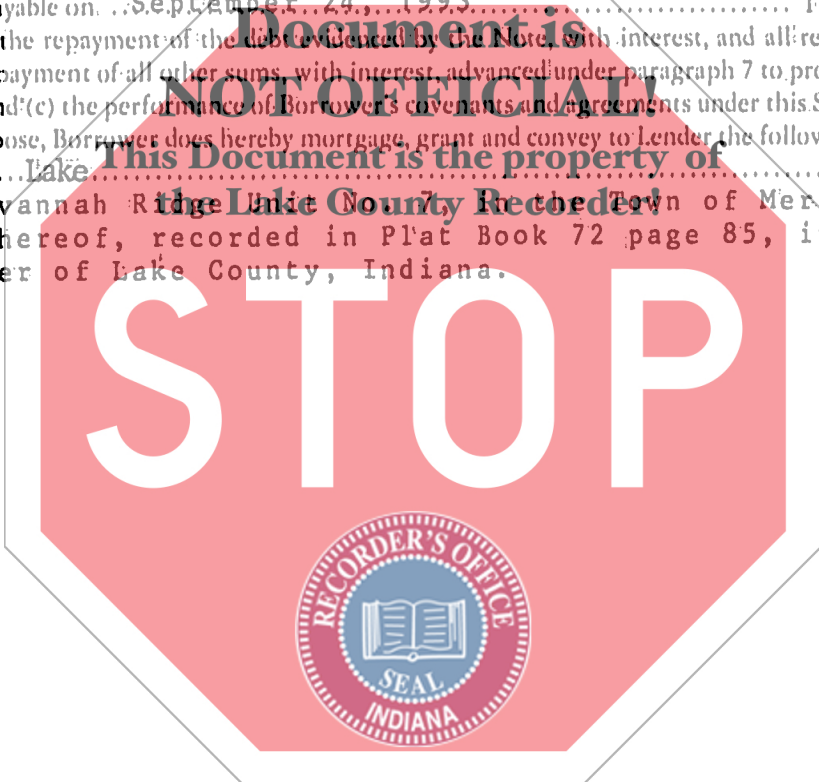 yable on. ..September 24, 1993
Document is
the repayment of the debt evidenced by the Note, with interest, and all re
payment of all other sums, with interest, advanced under paragraph 7 to pro
NOT OFFICIAL!
nd (c) the performance of Borrower's covenants and agreements under this S
ose, Borrower does hereby mortgage, grant and convey to Lender the follow
This Document is the property of
Lake
the Lake County Recorder!
vannah Ridge Unit No. 7, in the Town of Mer
hereof, recorded in Plat Book 72 page 85, i
er of Lake County, Indiana.
STOP
RECORDER'S OFFICE
SEAL
INDIANA